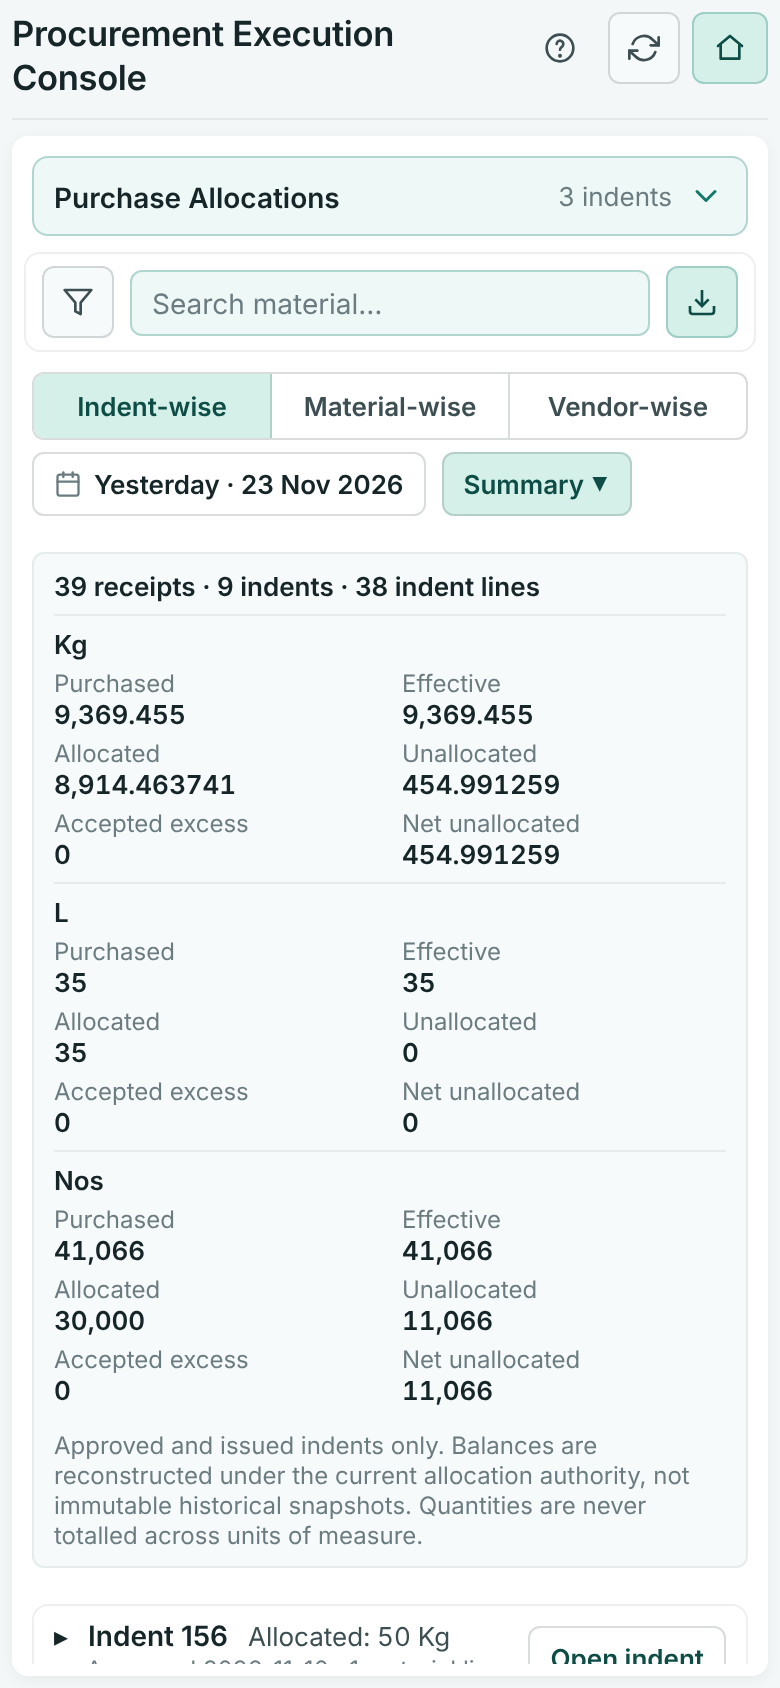 Procurement Execution
Console
Purchase Allocations 3 indents
Search material...
Indent-wise Material-wise Vendor-wise
Yesterday · 23 Nov 2026 Summary ▼
39 receipts · 9 indents · 38 indent lines
Kg
Purchased Effective
9,369.455 9,369.455
Allocated Unallocated
8,914.463741 454.991259
Accepted excess Net unallocated
0 454.991259
L
Purchased Effective
35 35
Allocated Unallocated
35 0
Accepted excess Net unallocated
0 0
Nos
Purchased Effective
41,066 41,066
Allocated Unallocated
30,000 11,066
Accepted excess Net unallocated
0 11,066
Approved and issued indents only. Balances are
reconstructed under the current allocation authority, not
immutable historical snapshots. Quantities are never
totalled across units of measure.
▶ Indent 156 Allocated: 50 Kg
Open indent